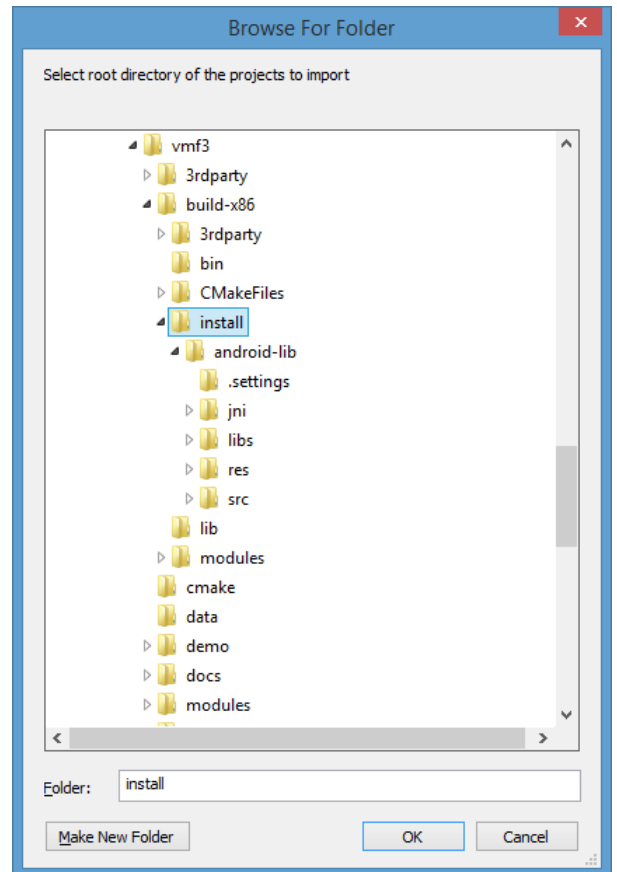 Browse For Folder
Select root directory of the projects to import
vmf3
3rdparty
build-x86
3rdparty
bin
CMakeFiles
install
android-lib
.settings
jni
libs
res
src
lib
modules
cmake
data
demo
docs
modules
Folder: install
Make New Folder OK Cancel